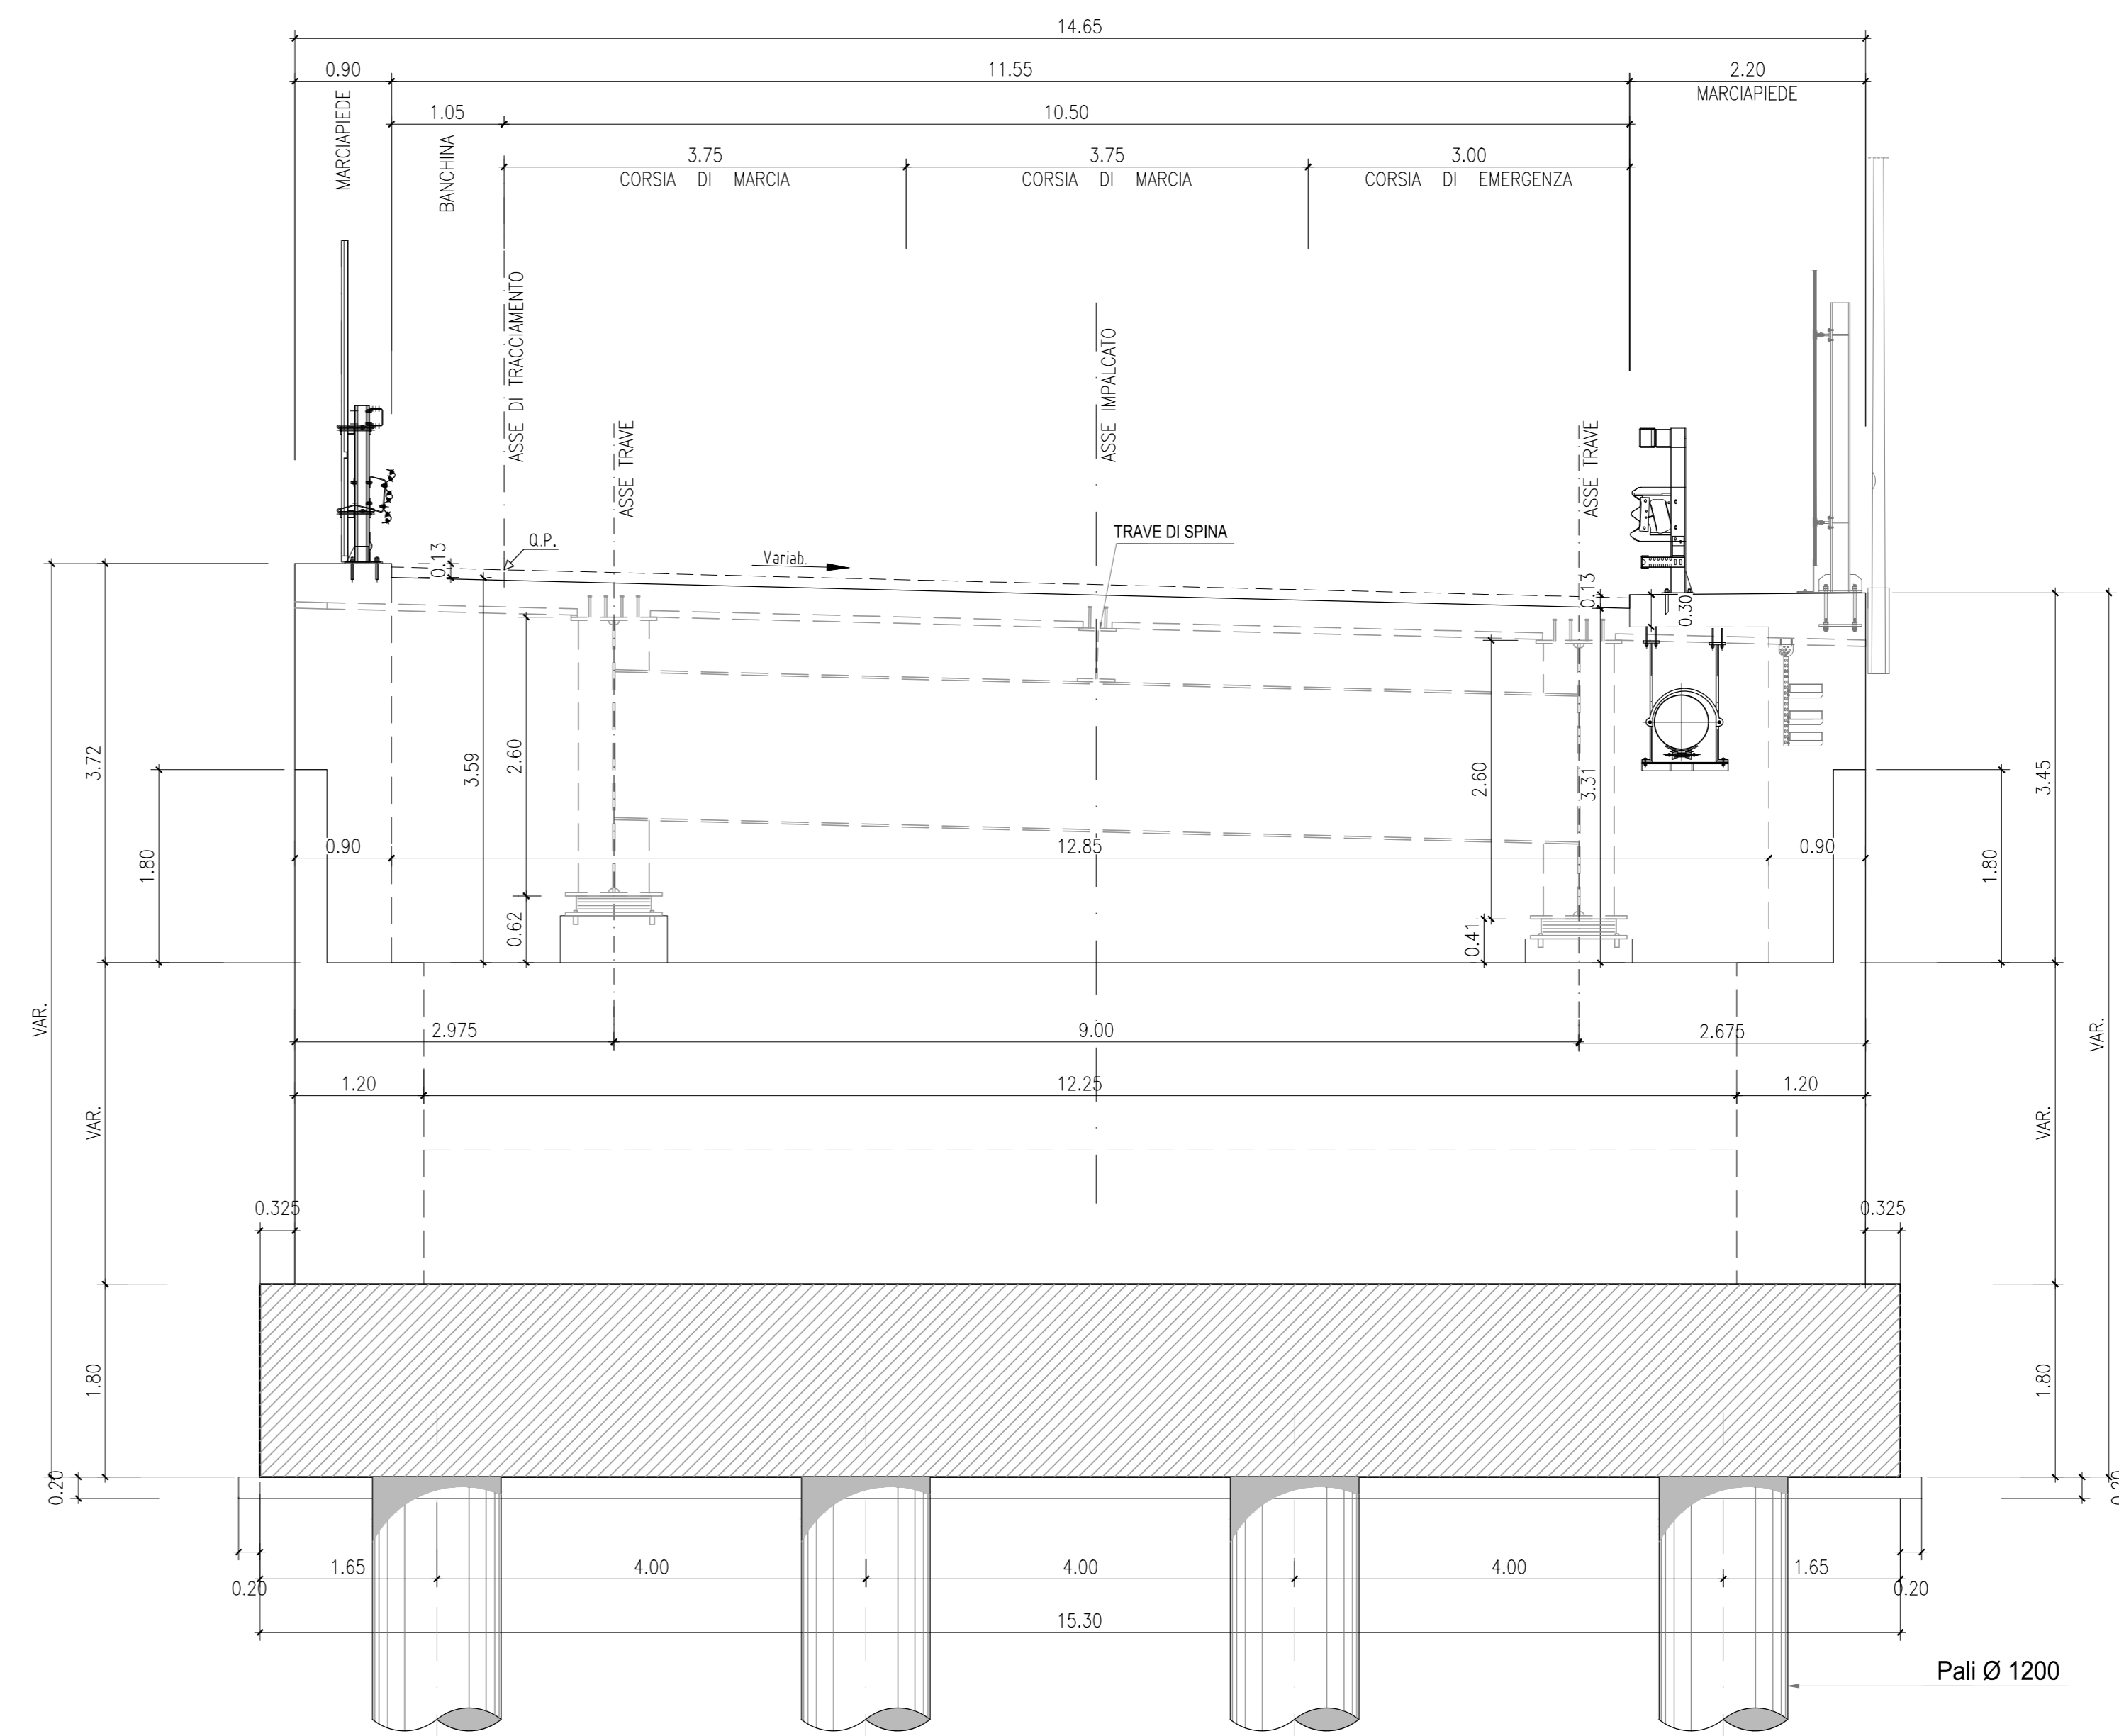 14.65
0.90
11.55
2.20
MARCIAPIEDE
MARCIAPIEDE
1.05
10.50
BANCHINA
3.75
3.75
3.00
CORSIA DI MARCIA
CORSIA DI MARCIA
CORSIA DI EMERGENZA
ASSE DI TRACCIAMENTO
ASSE TRAVE
ASSE IMPALCATO
ASSE TRAVE
TRAVE DI SPINA
Q.P.
Variab.
0.13
0.13
0.30
3.72
3.59
2.60
2.60
3.31
3.45
1.80
0.90
12.85
0.90
1.80
0.62
0.41
VAR.
2.975
9.00
2.675
VAR.
1.20
12.25
1.20
VAR.
VAR.
0.325
0.325
1.80
1.80
0.20
0.20
1.65
4.00
4.00
4.00
1.65
0.20
0.20
15.30
Pali Ø 1200